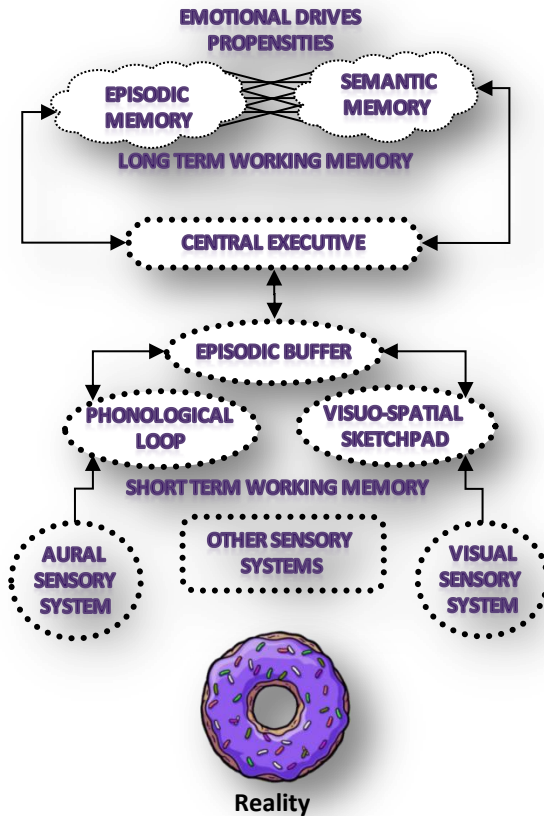 EMOTIONAL DRIVES
PROPENSITIES
EPISODIC
MEMORY
SEMANTIC
MEMORY
LONG TERM WORKING MEMORY
CENTRAL EXECUTIVE
EPISODIC BUFFER
PHONOLOGICAL
LOOP
VISUO-SPATIAL
SKETCHPAD
SHORT TERM WORKING MEMORY
AURAL
SENSORY
SYSTEM
OTHER SENSORY
SYSTEMS
VISUAL
SENSORY
SYSTEM
Reality